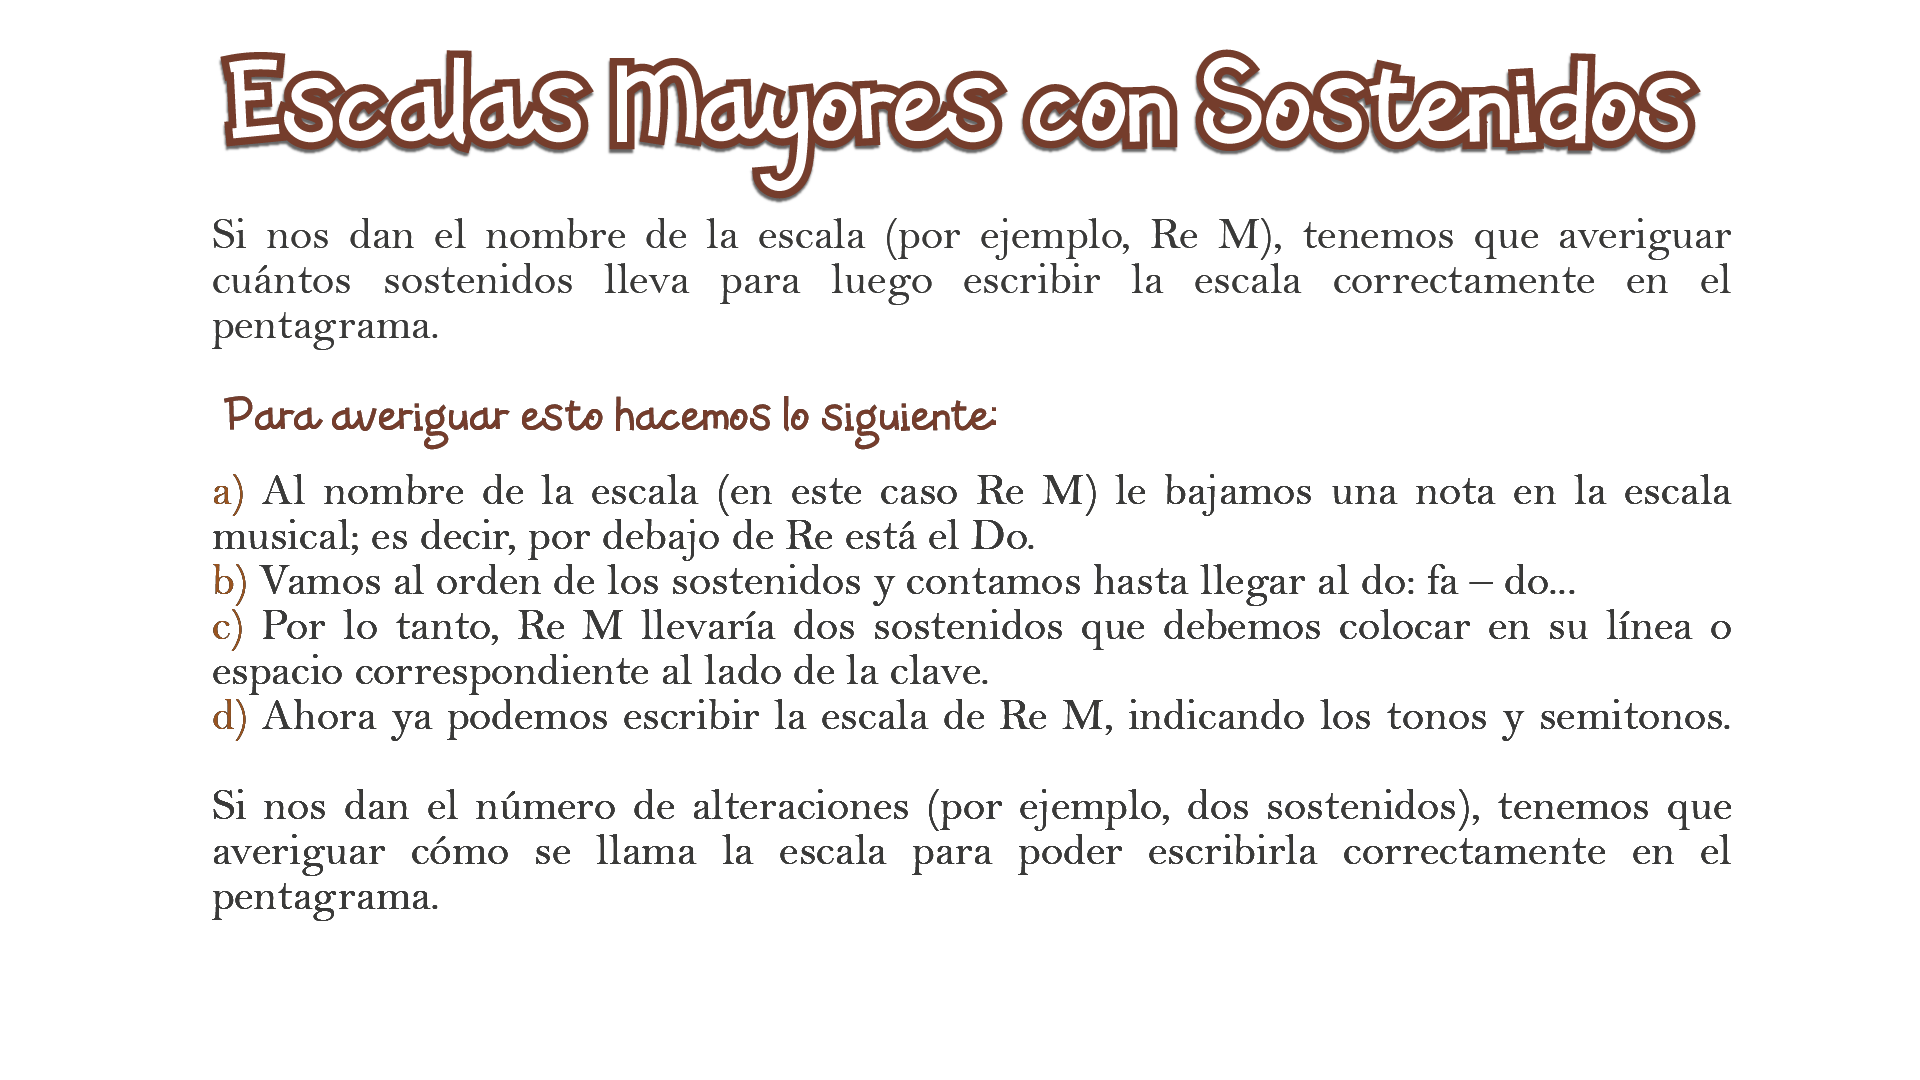 Escalas Mayores con Sostenidos
Si nos dan el nombre de la escala (por ejemplo, Re M), tenemos que averiguar
cuántos sostenidos lleva para luego escribir la escala correctamente en el
pentagrama.
Para averiguar esto hacemos lo siguiente:
a) Al nombre de la escala (en este caso Re M) le bajamos una nota en la escala
musical; es decir, por debajo de Re está el Do.
b) Vamos al orden de los sostenidos y contamos hasta llegar al do: fa – do...
c) Por lo tanto, Re M llevaría dos sostenidos que debemos colocar en su línea o
espacio correspondiente al lado de la clave.
d) Ahora ya podemos escribir la escala de Re M, indicando los tonos y semitonos.
Si nos dan el número de alteraciones (por ejemplo, dos sostenidos), tenemos que
averiguar cómo se llama la escala para poder escribirla correctamente en el
pentagrama.